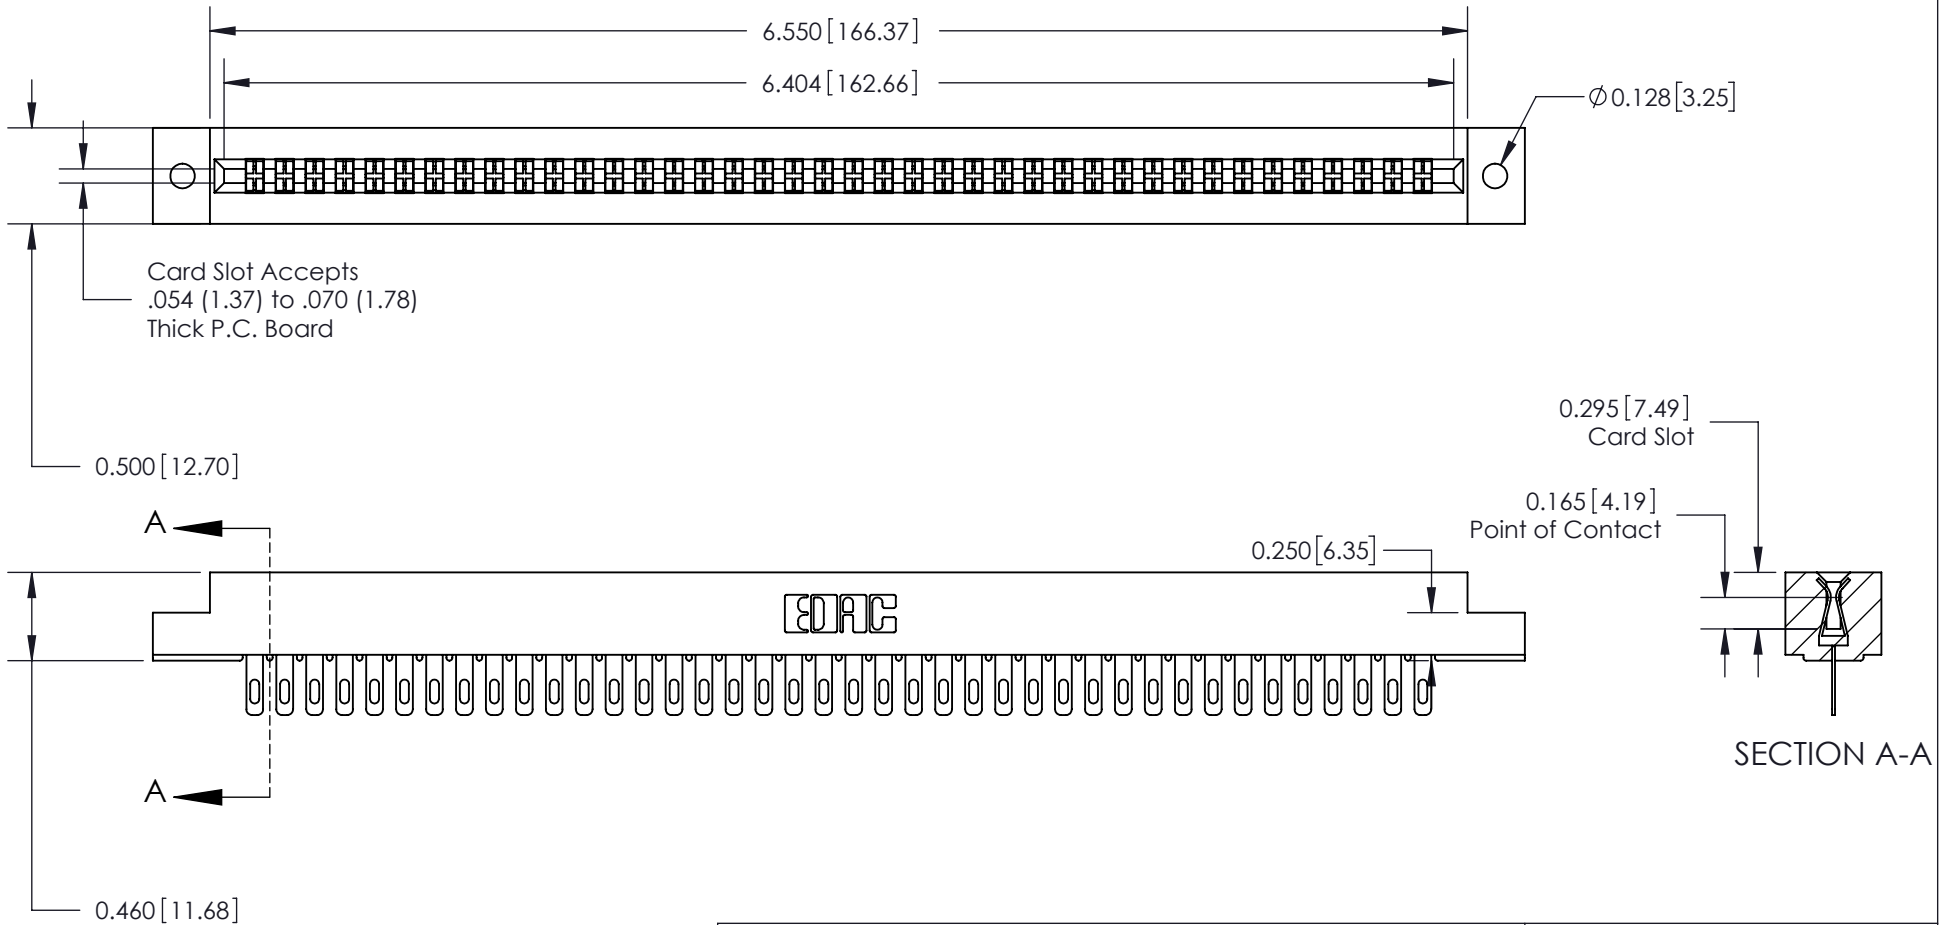 6.550[166.37]
6.404[162.66]
Ø0.128[3.25]
Card Slot Accepts
.054 (1.37) to .070 (1.78)
Thick P.C. Board
0.295[7.49]
Card Slot
0.500[12.70]
0.165[4.19]
Point of Contact
A
0.250[6.35]
EDAC
SECTION A-A
A
0.460[11.68]